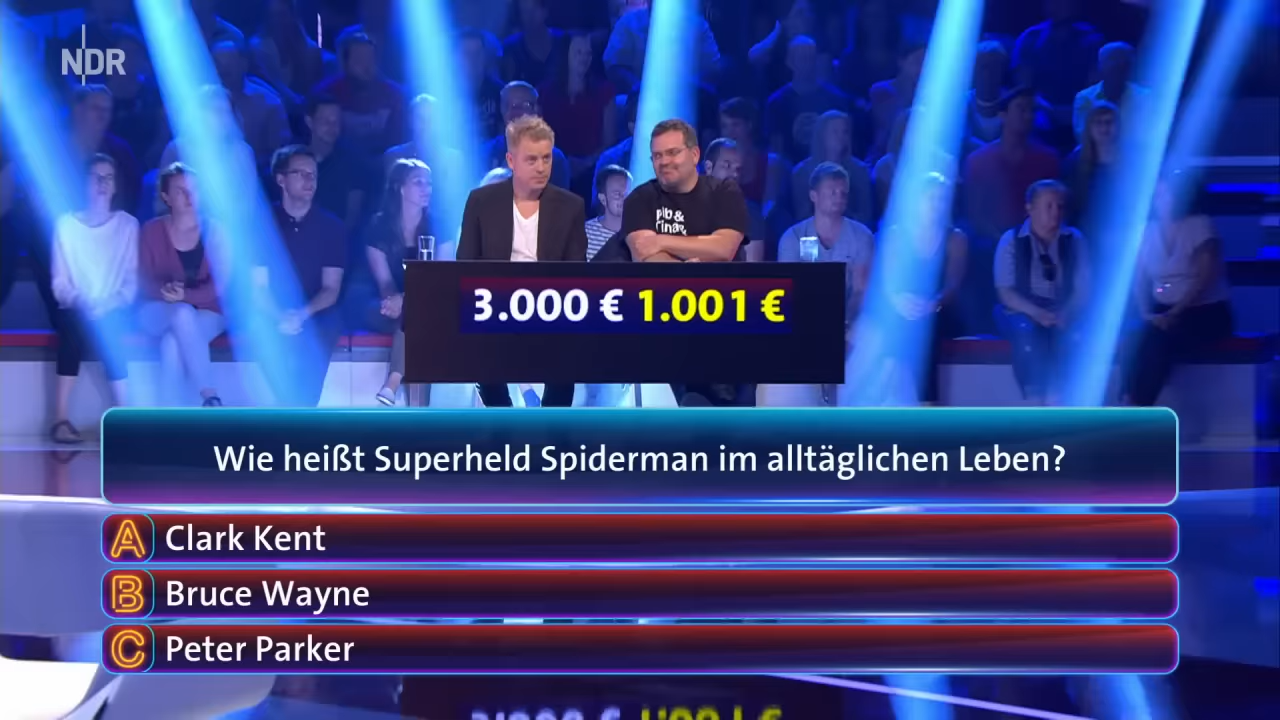 NDR
3.000 € 1.001 €
Wie heißt Superheld Spiderman im alltäglichen Leben?
A Clark Kent
B Bruce Wayne
C Peter Parker